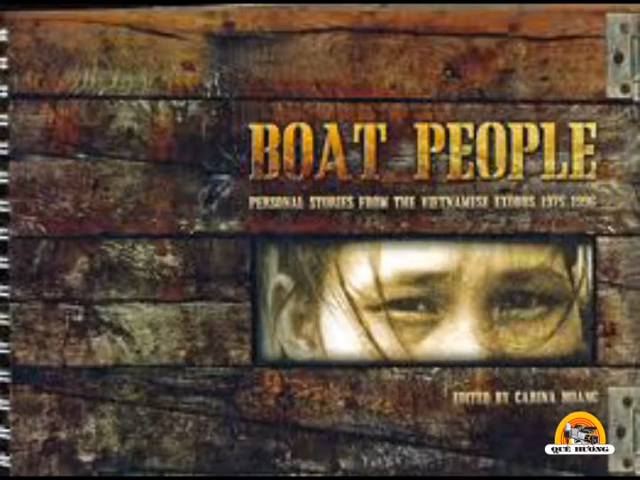 BOAT PEOPLE
PERSONAL STORIES FROM THE VIETNAMESE EXODUS 1975 1996
EDITED BY CARINA HOANG
QUÊ HƯƠNG